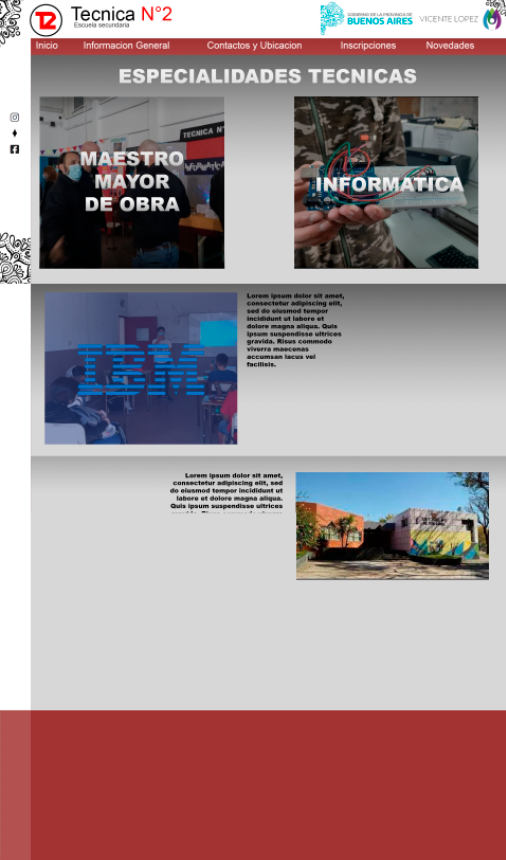 T2
Tecnica N°2
Escuela secundaria
GOBIERNO DE LA PROVINCIA DE
BUENOS AIRES
VICENTE LOPEZ
Inicio
Informacion General
Contactos y Ubicacion
Inscripciones
Novedades
ESPECIALIDADES TECNICAS
TECNICA N°
MAESTRO
MAYOR
DE OBRA
INFORMATICA
IBM
Lorem ipsum dolor sit amet,
consectetur adipiscing elit,
sed do eiusmod tempor
incididunt ut labore et
dolore magna aliqua. Quis
ipsum suspendisse ultrices
gravida. Risus commodo
viverra maecenas
accumsan lacus vel
facilisis.
Lorem ipsum dolor sit amet,
consectetur adipiscing elit, sed
do eiusmod tempor incididunt ut
labore et dolore magna aliqua.
Quis ipsum suspendisse ultrices